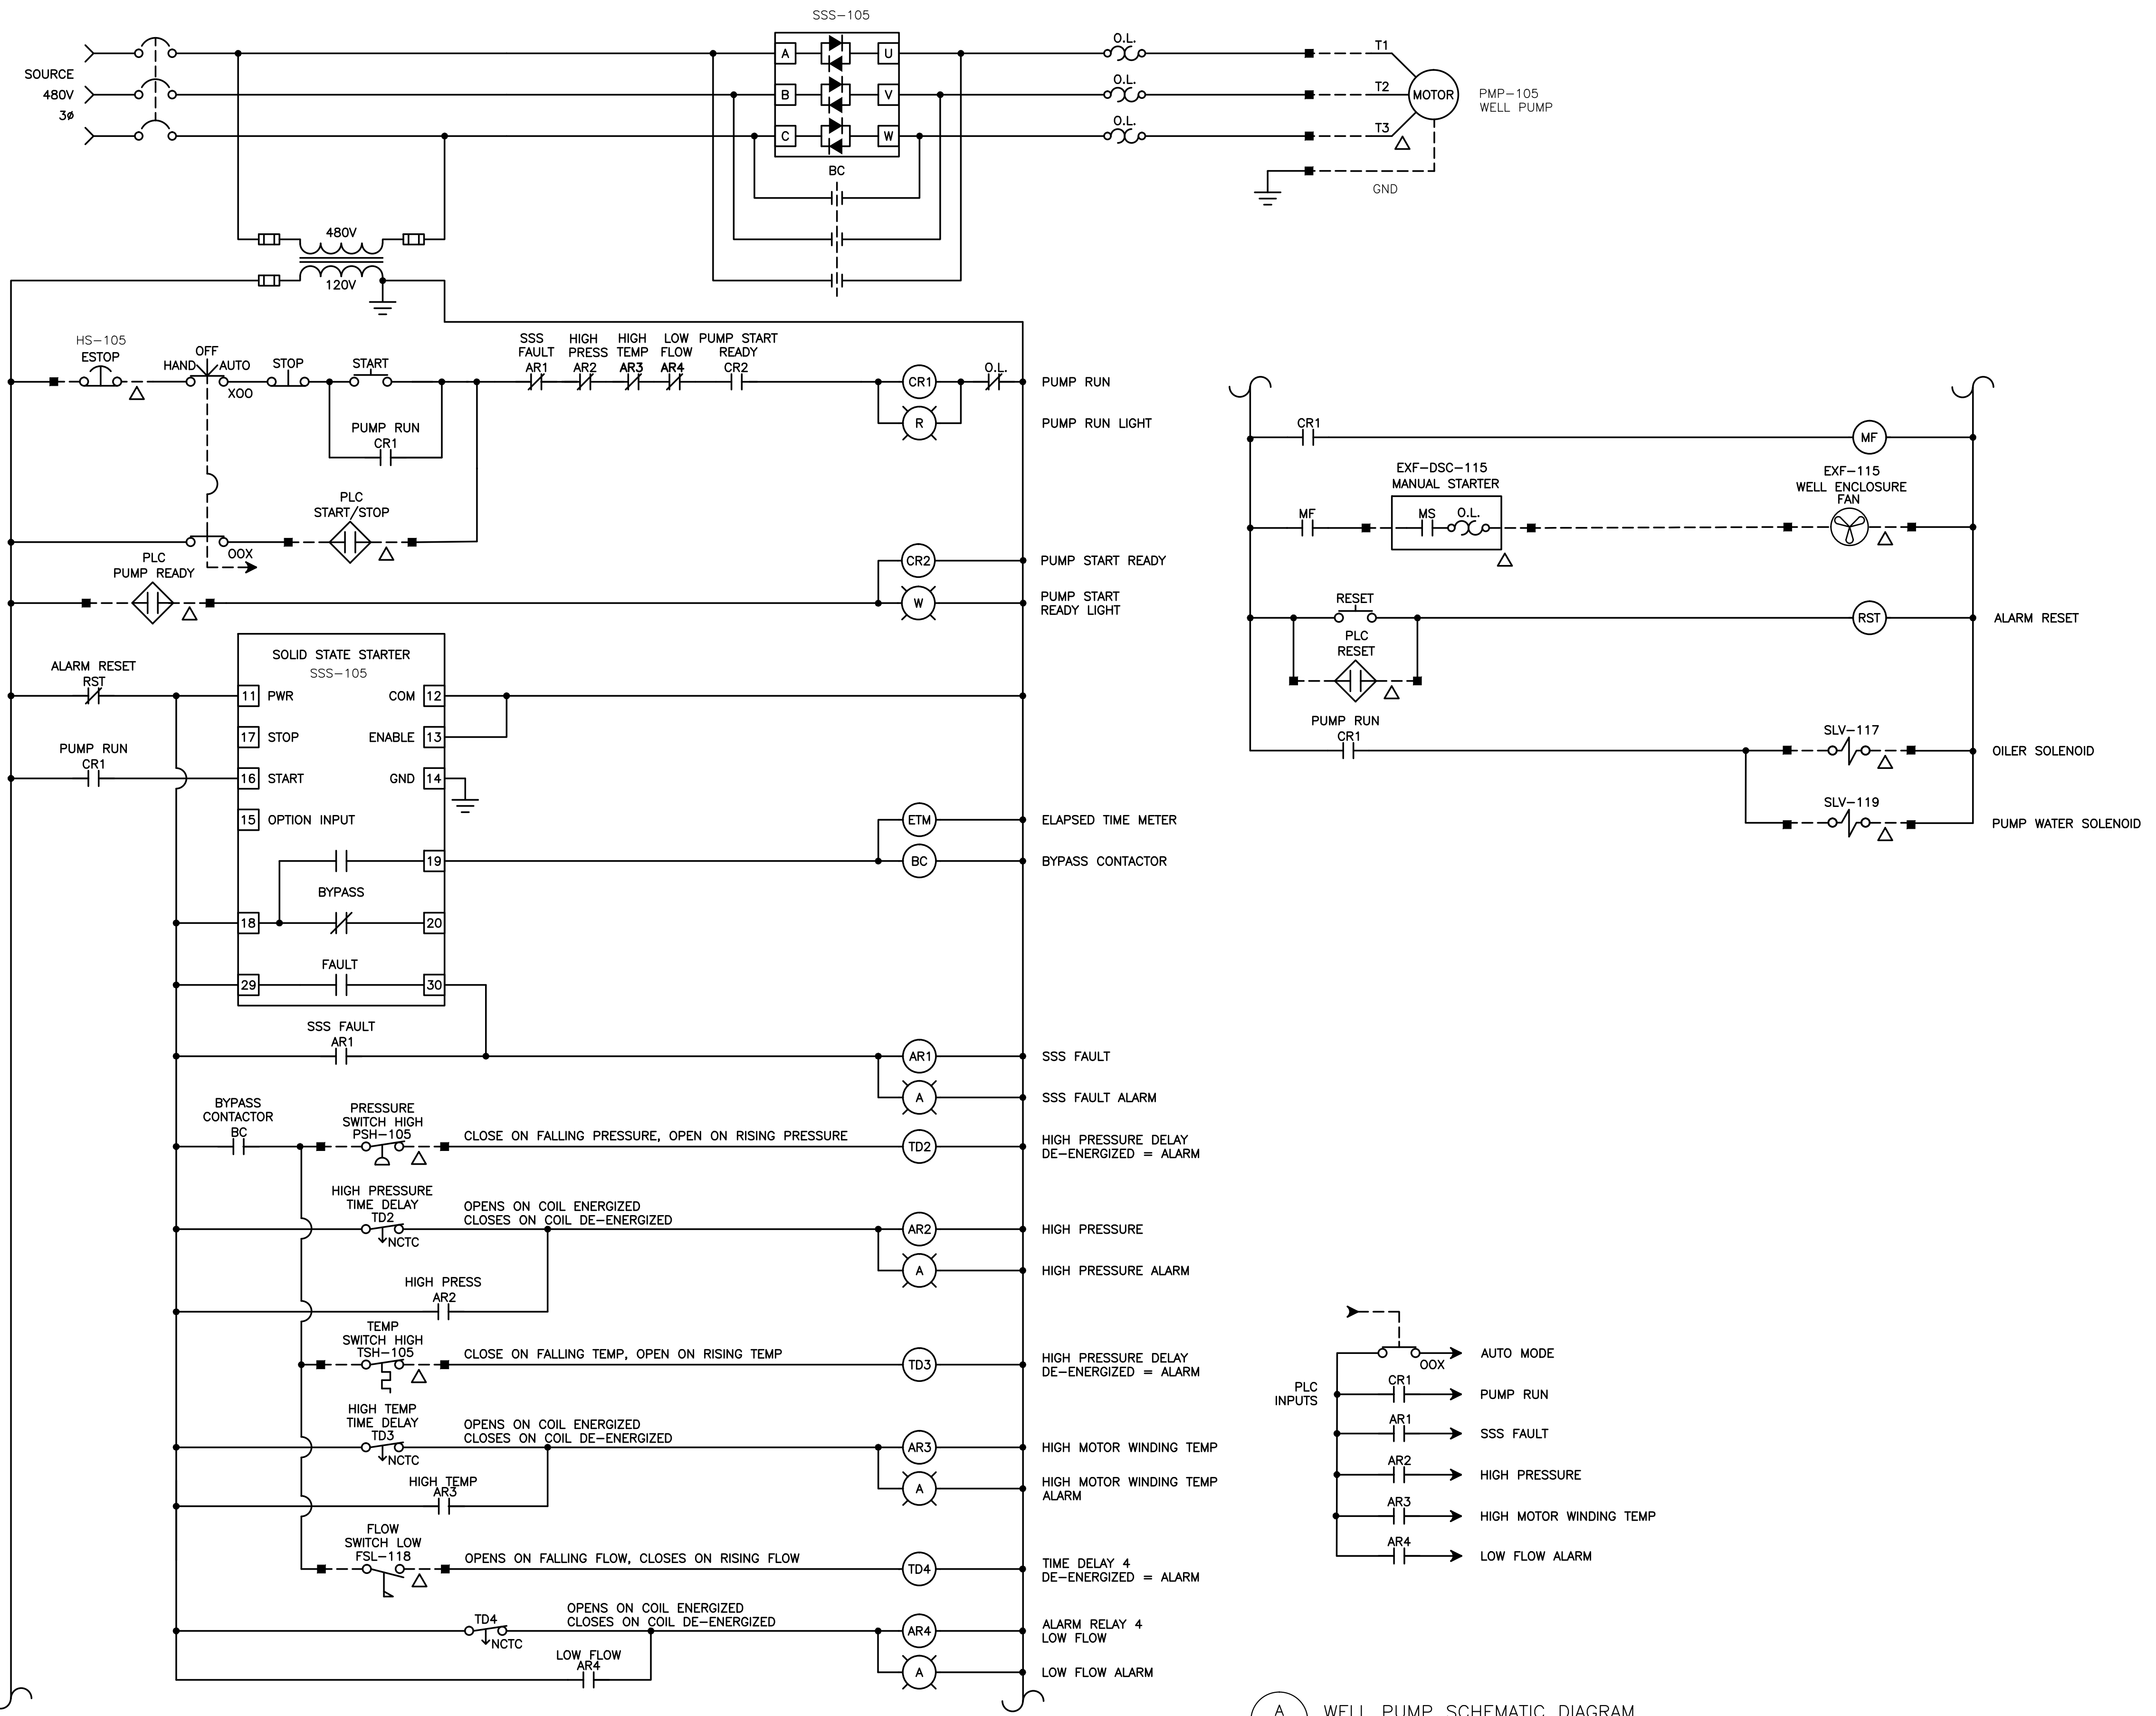 SSS-105
SOURCE
480V
3ø
A
U
B
V
C
W
BC
O.L.
O.L.
O.L.
T1
T2
T3
MOTOR
PMP-105
WELL PUMP
GND
480V
120V
HS-105
ESTOP
OFF
HAND
AUTO
XOO
STOP
START
PUMP RUN
CR1
SSS
FAULT
AR1
HIGH
PRESS
AR2
HIGH
TEMP
AR3
LOW
FLOW
AR4
PUMP START
READY
CR2
CR1
O.L.
PUMP RUN
R
PUMP RUN LIGHT
PLC
START/STOP
OOX
PLC
PUMP READY
CR2
PUMP START READY
W
PUMP START
READY LIGHT
SOLID STATE STARTER
SSS-105
ALARM RESET
RST
11 PWR
COM 12
17 STOP
ENABLE 13
PUMP RUN
CR1
16 START
GND 14
15 OPTION INPUT
ETM
ELAPSED TIME METER
19
BC
BYPASS CONTACTOR
BYPASS
18
20
FAULT
29
30
SSS FAULT
AR1
AR1
SSS FAULT
A
SSS FAULT ALARM
BYPASS
CONTACTOR
BC
PRESSURE
SWITCH HIGH
PSH-105
CLOSE ON FALLING PRESSURE, OPEN ON RISING PRESSURE
TD2
HIGH PRESSURE DELAY
DE-ENERGIZED = ALARM
HIGH PRESSURE
TIME DELAY
TD2
NCTC
OPENS ON COIL ENERGIZED
CLOSES ON COIL DE-ENERGIZED
AR2
HIGH PRESSURE
A
HIGH PRESSURE ALARM
HIGH PRESS
AR2
TEMP
SWITCH HIGH
TSH-105
CLOSE ON FALLING TEMP, OPEN ON RISING TEMP
TD3
HIGH PRESSURE DELAY
DE-ENERGIZED = ALARM
HIGH TEMP
TIME DELAY
TD3
NCTC
OPENS ON COIL ENERGIZED
CLOSES ON COIL DE-ENERGIZED
AR3
HIGH MOTOR WINDING TEMP
A
HIGH MOTOR WINDING TEMP
ALARM
HIGH TEMP
AR3
FLOW
SWITCH LOW
FSL-118
OPENS ON FALLING FLOW, CLOSES ON RISING FLOW
TD4
TIME DELAY 4
DE-ENERGIZED = ALARM
TD4
NCTC
OPENS ON COIL ENERGIZED
CLOSES ON COIL DE-ENERGIZED
AR4
ALARM RELAY 4
LOW FLOW
A
LOW FLOW ALARM
LOW FLOW
AR4
CR1
MF
EXF-DSC-115
MANUAL STARTER
MF
MS
O.L.
EXF-115
WELL ENCLOSURE
FAN
RESET
RST
ALARM RESET
PLC
RESET
PUMP RUN
CR1
SLV-117
OILER SOLENOID
SLV-119
PUMP WATER SOLENOID
PLC
INPUTS
OOX
AUTO MODE
CR1
PUMP RUN
AR1
SSS FAULT
AR2
HIGH PRESSURE
AR3
HIGH MOTOR WINDING TEMP
AR4
LOW FLOW ALARM
A
WELL PUMP SCHEMATIC DIAGRAM